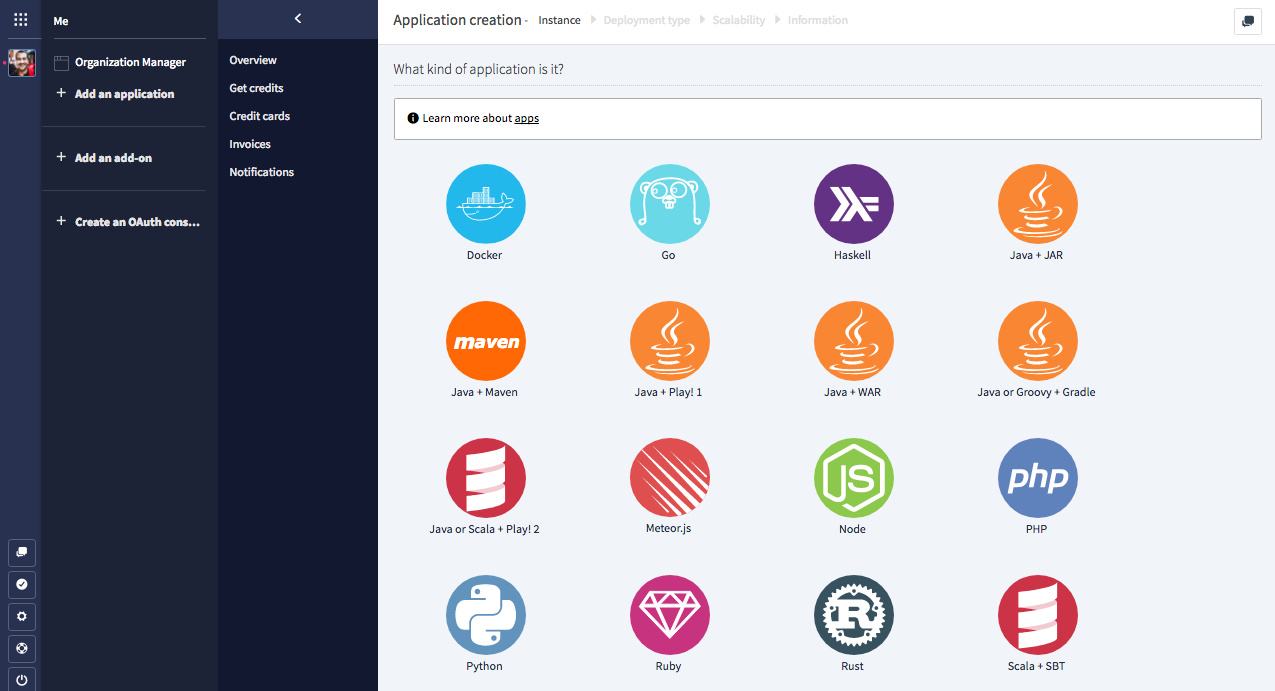 Me
Organization Manager
+ Add an application
+ Add an add-on
+ Create an OAuth cons...
Overview
Get credits
Credit cards
Invoices
Notifications
Application creation - Instance Deployment type Scalability Information
What kind of application is it?
Learn more about apps
Docker
Go
Haskell
Java + JAR
maven
Java + Maven
Java + Play! 1
Java + WAR
Java or Groovy + Gradle
Java or Scala + Play! 2
Meteor.js
JS
Node
php
PHP
Python
Ruby
R
Rust
Scala + SBT